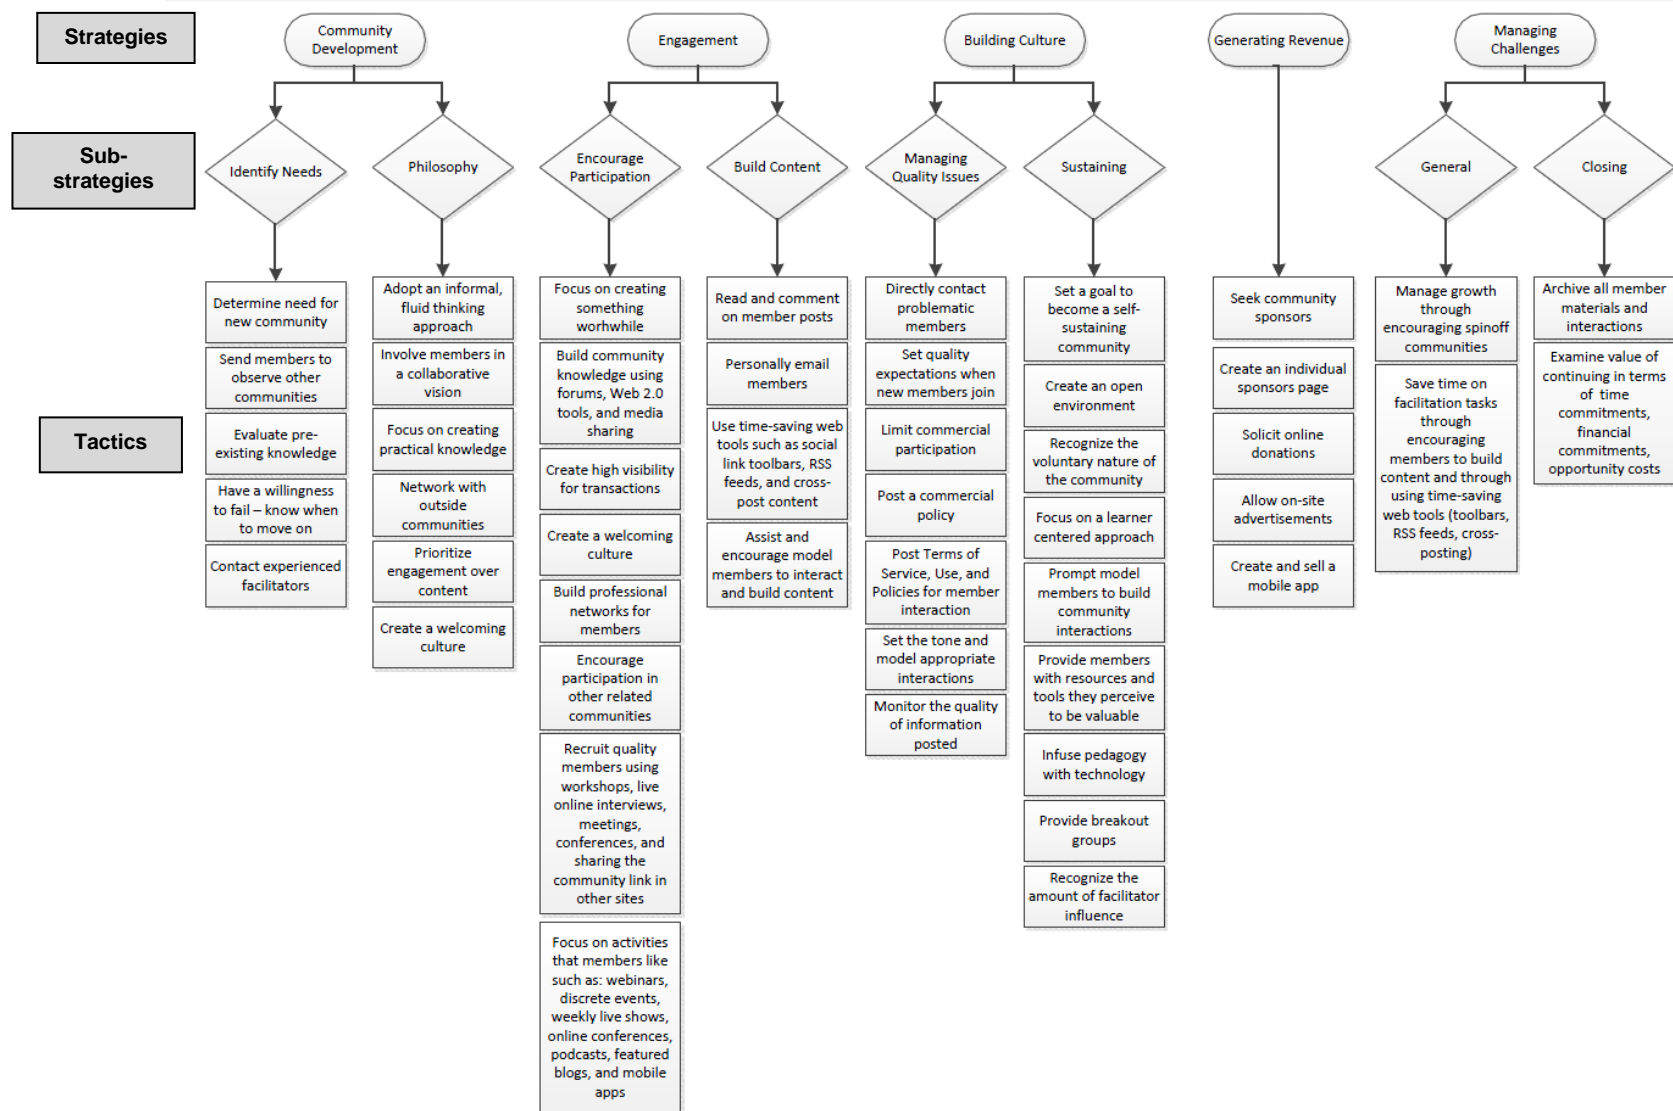 Strategies
Community
Development
Engagement
Building Culture
Generating Revenue
Managing
Challenges
Sub-
strategies
Identify Needs
Philosophy
Encourage
Participation
Build Content
Managing
Quality Issues
Sustaining
General
Closing
Tactics
Determine need for
new community
Send members to
observe other
communities
Evaluate pre-
existing knowledge
Have a willingness
to fail – know when
to move on
Contact experienced
facilitators
Adopt an informal,
fluid thinking
approach
Involve members in
a collaborative
vision
Focus on creating
practical knowledge
Network with
outside
communities
Prioritize
engagement over
content
Create a welcoming
culture
Focus on creating
something
worhwhile
Build community
knowledge using
forums, Web 2.0
tools, and media
sharing
Create high visibility
for transactions
Create a welcoming
culture
Build professional
networks for
members
Encourage
participation in
other related
communities
Recruit quality
members using
workshops, live
online interviews,
meetings,
conferences, and
sharing the
community link in
other sites
Focus on activities
that members like
such as: webinars,
discrete events,
weekly live shows,
online conferences,
podcasts, featured
blogs, and mobile
apps
Read and comment
on member posts
Personally email
members
Use time-saving web
tools such as social
link toolbars, RSS
feeds, and cross-
post content
Assist and
encourage model
members to interact
and build content
Directly contact
problematic
members
Set quality
expectations when
new members join
Limit commercial
participation
Post a commercial
policy
Post Terms of
Service, Use, and
Policies for member
interaction
Set the tone and
model appropriate
interactions
Monitor the quality
of information
posted
Set a goal to
become a self-
sustaining
community
Create an open
environment
Recognize the
voluntary nature of
the community
Focus on a learner
centered approach
Prompt model
members to build
community
interactions
Provide members
with resources and
tools they perceive
to be valuable
Infuse pedagogy
with technology
Provide breakout
groups
Recognize the
amount of facilitator
influence
Seek community
sponsors
Create an individual
sponsors page
Solicit online
donations
Allow on-site
advertisements
Create and sell a
mobile app
Manage growth
through
encouraging spinoff
communities
Save time on
facilitation tasks
through
encouraging
members to build
content and through
using time-saving
web tools (toolbars,
RSS feeds, cross-
posting)
Archive all member
materials and
interactions
Examine value of
continuing in terms
of time
commitments,
financial
commitments,
opportunity costs